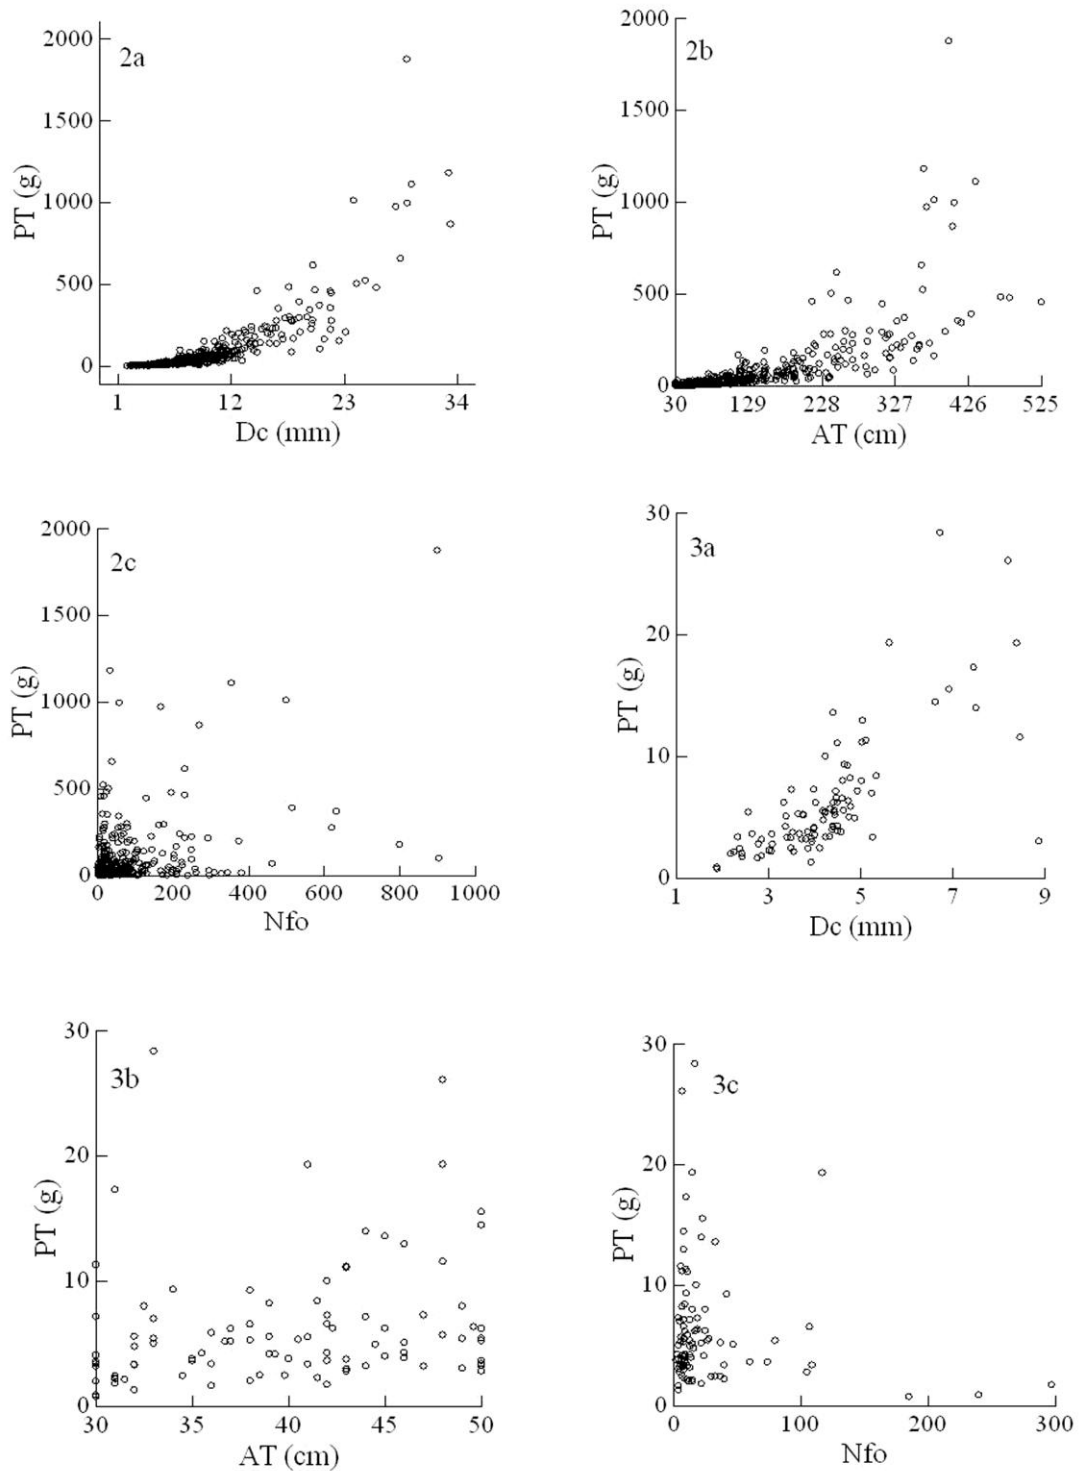 2000
2a
1500
PT (g)
1000
500
0
1 12 23 34
Dc (mm)
2000
2b
1500
PT (g)
1000
500
0
30 129 228 327 426 525
AT (cm)
2000
2c
1500
PT (g)
1000
500
0
0 200 400 600 800 1000
Nfo
30
3a
20
PT (g)
10
0
1 3 5 7 9
Dc (mm)
30
3b
20
PT (g)
10
0
30 35 40 45 50
AT (cm)
30
3c
20
PT (g)
10
0
0 100 200 300
Nfo